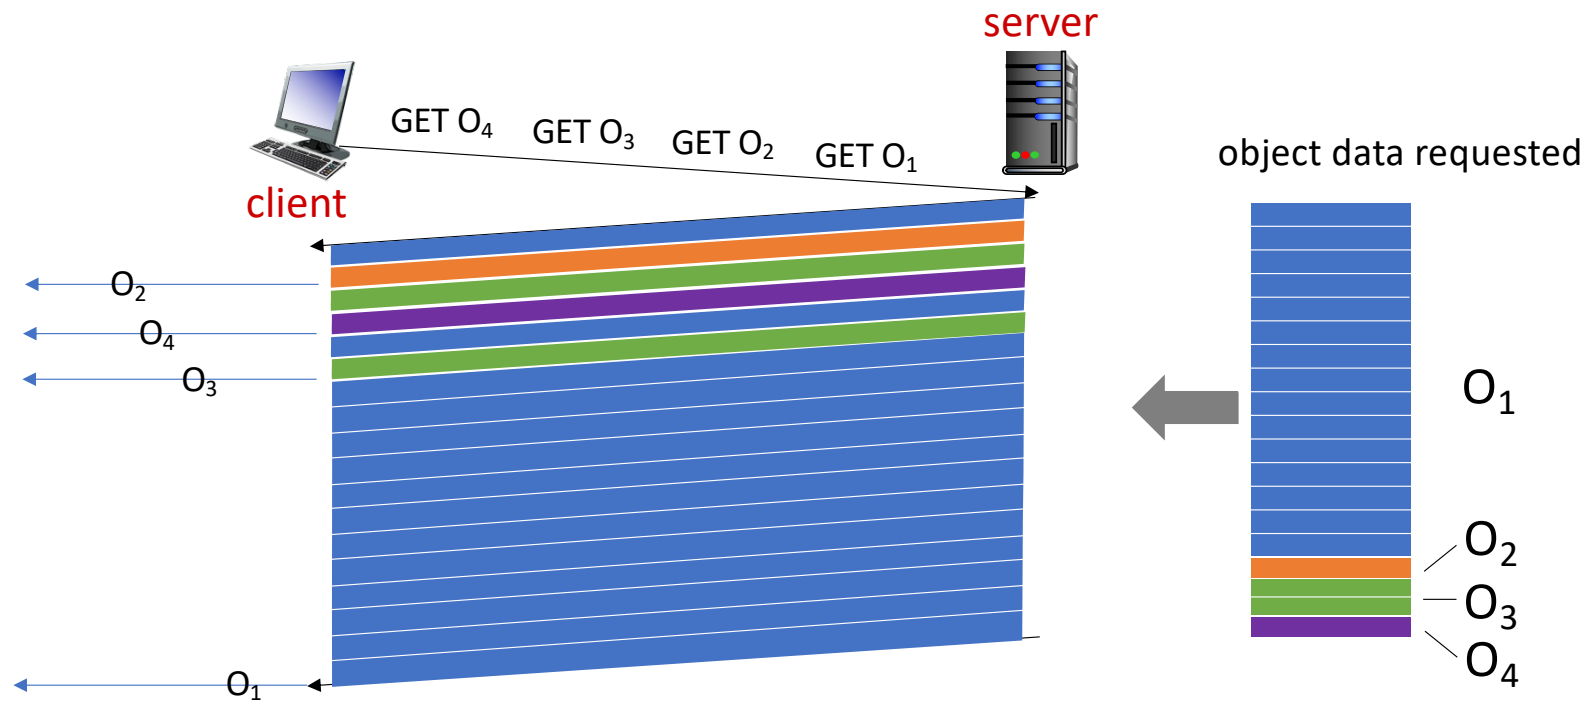 server
GET O₄
GET O₃
GET O₂
GET O₁
object data requested
client
O₂
O₄
O₃
O₁
O₁
O₂
O₃
O₄